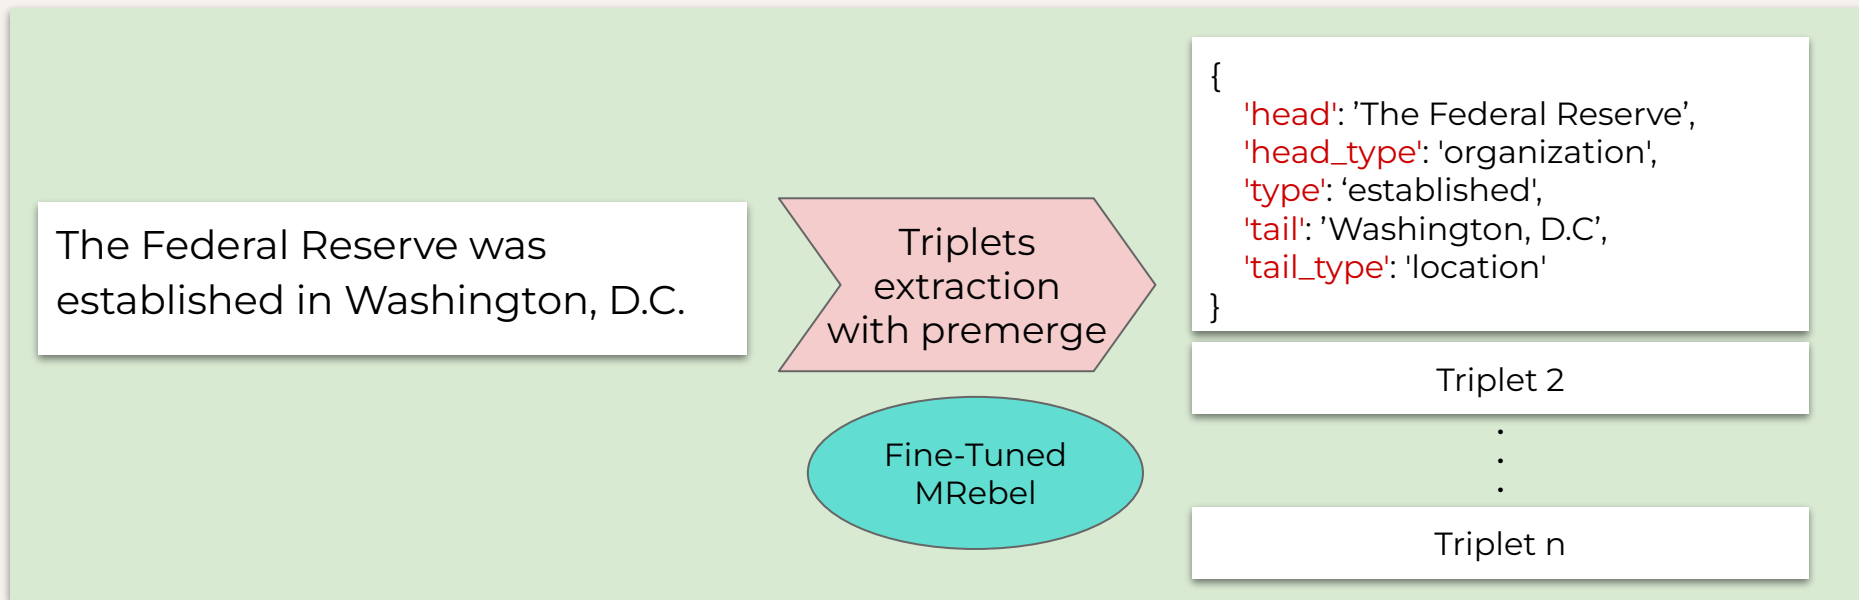 The Federal Reserve was
established in Washington, D.C.
Triplets
extraction
with premerge
Fine-Tuned
MRebel
{
'head': ’The Federal Reserve’,
'head_type': 'organization',
'type': ‘established',
'tail': ’Washington, D.C’,
'tail_type': 'location'
}
Triplet 2
.
.
.
Triplet n